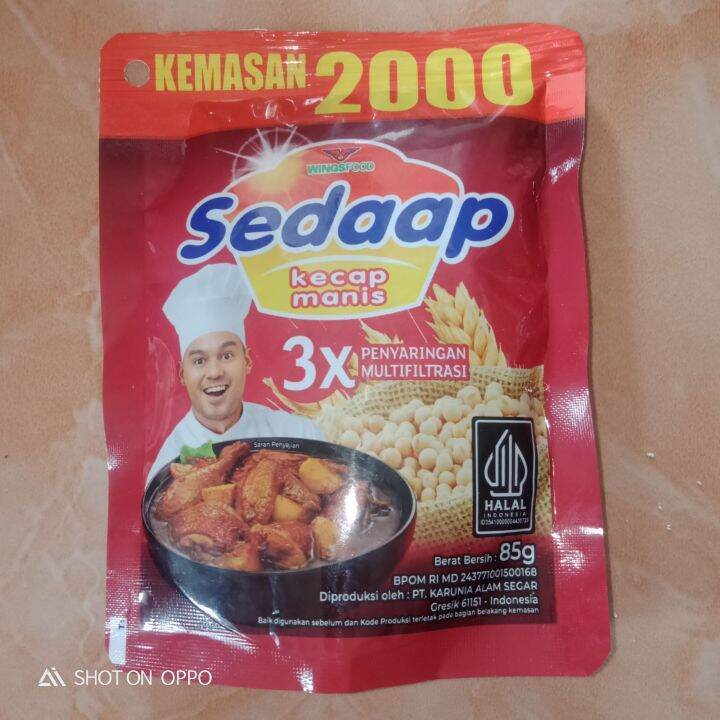 KEMASAN 2000
WINGSFOOD
Sedaap
kecap
manis
3X PENYARINGAN
MULTIFILTRASI
Saran Penyajian
HALAL
INDONESIA
Berat Bersih : 85g
BPOM RI MD 243771001500168
Diproduksi oleh : PT. KARUNIA ALAM SEGAR
Gresik 61151 - Indonesia
Baik digunakan sebelum dan Kode Produksi terletak pada bagian belakang kemasan
SHOT ON OPPO